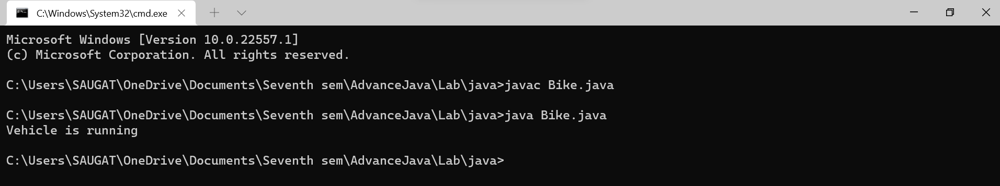 C:\Windows\System32\cmd.exe
Microsoft Windows [Version 10.0.22557.1]
(c) Microsoft Corporation. All rights reserved.
C:\Users\SAUGAT\OneDrive\Documents\Seventh sem\AdvanceJava\Lab\java>javac Bike.java
C:\Users\SAUGAT\OneDrive\Documents\Seventh sem\AdvanceJava\Lab\java>java Bike.java
Vehicle is running
C:\Users\SAUGAT\OneDrive\Documents\Seventh sem\AdvanceJava\Lab\java>